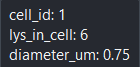 cell_id: 1
lys_in_cell: 6
diameter_um: 0.75